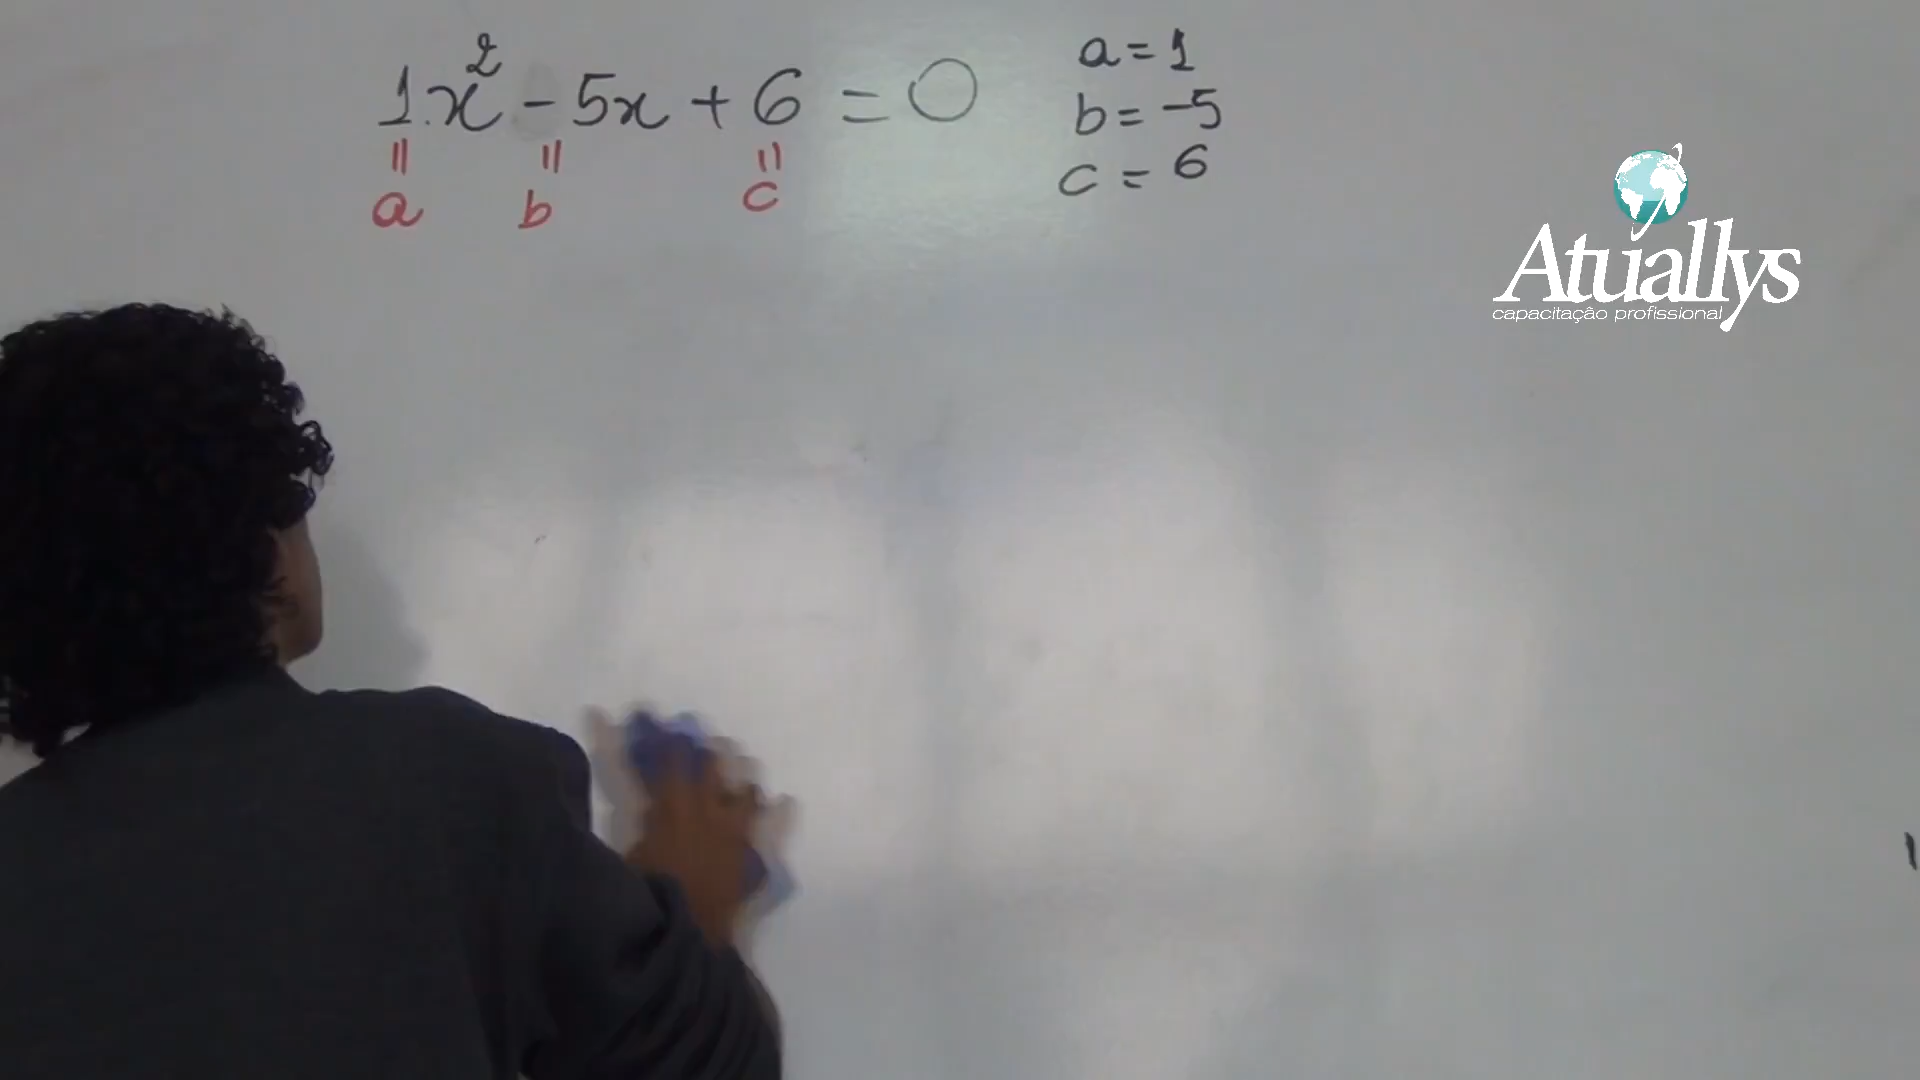 1.x² - 5x + 6 = 0
a = 1
b = -5
c = 6
" " "
a b c
Atuallys
capacitação profissional